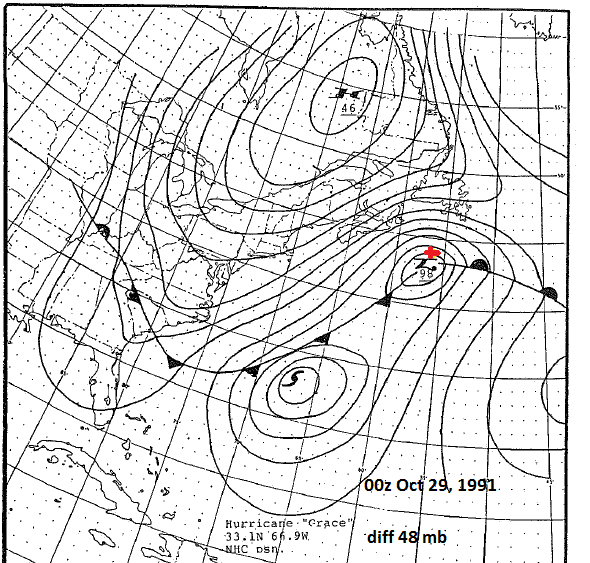 H
46
L
98
00z Oct 29, 1991
Hurricane "Grace"
33.1N 66.9W
NHC psn.
diff 48 mb